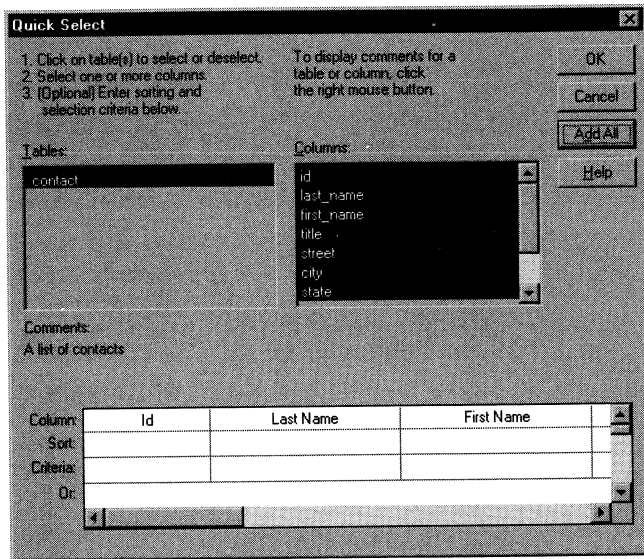 Quick Select
1. Click on table(s) to select or deselect.
2. Select one or more columns.
3. (Optional) Enter sorting and
selection criteria below.
To display comments for a
table or column, click
the right mouse button.
OK
Cancel
Add All
Help
Tables:
contact
Columns:
id
last_name
first_name
title
street
city
state
Comments:
A list of contacts
Column: Id Last Name First Name
Sort:
Criteria:
Or: